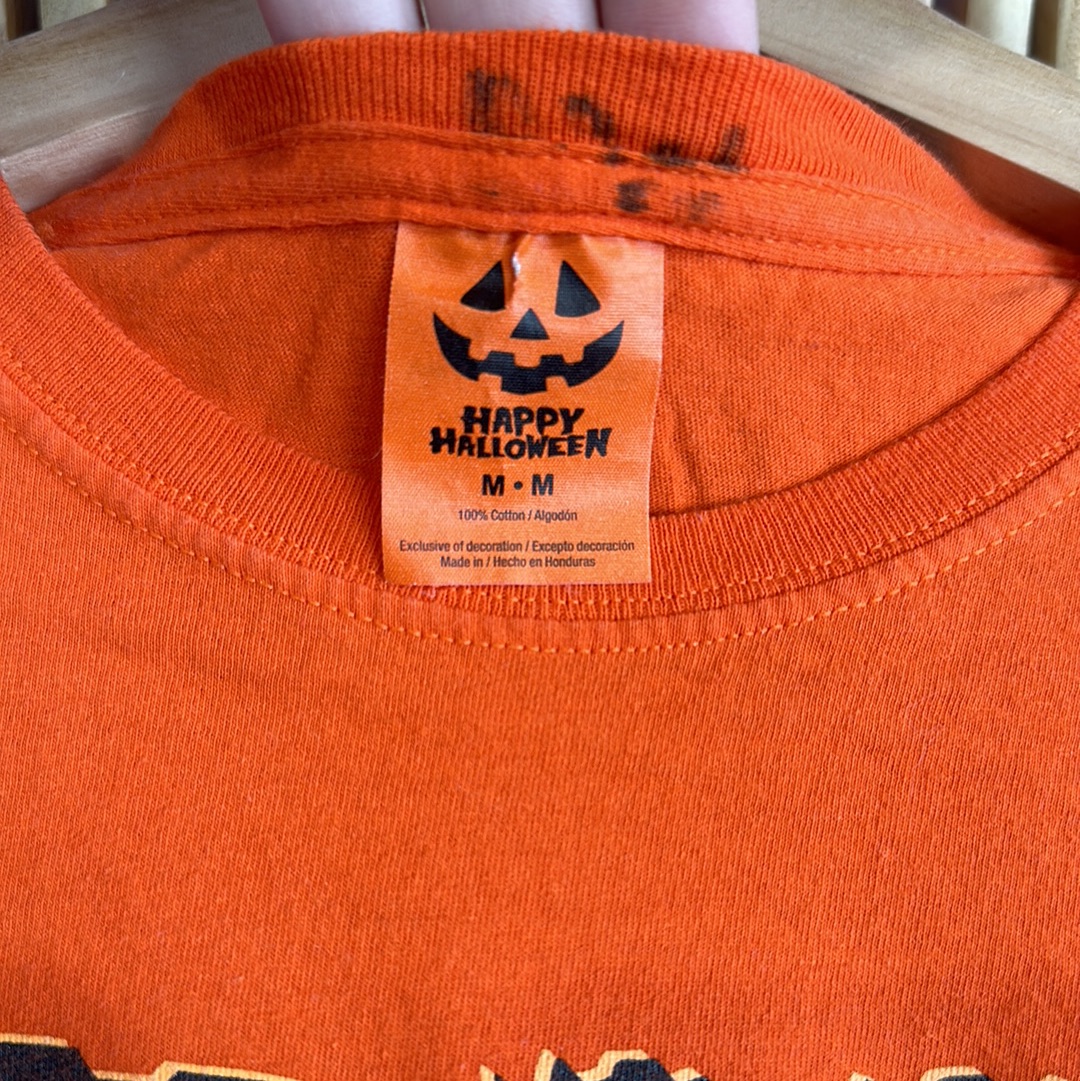 HAPPY
HALLOWEEN
M • M
100% Cotton / Algodón
Exclusive of decoration / Excepto decoración
Made in / Hecho en Honduras